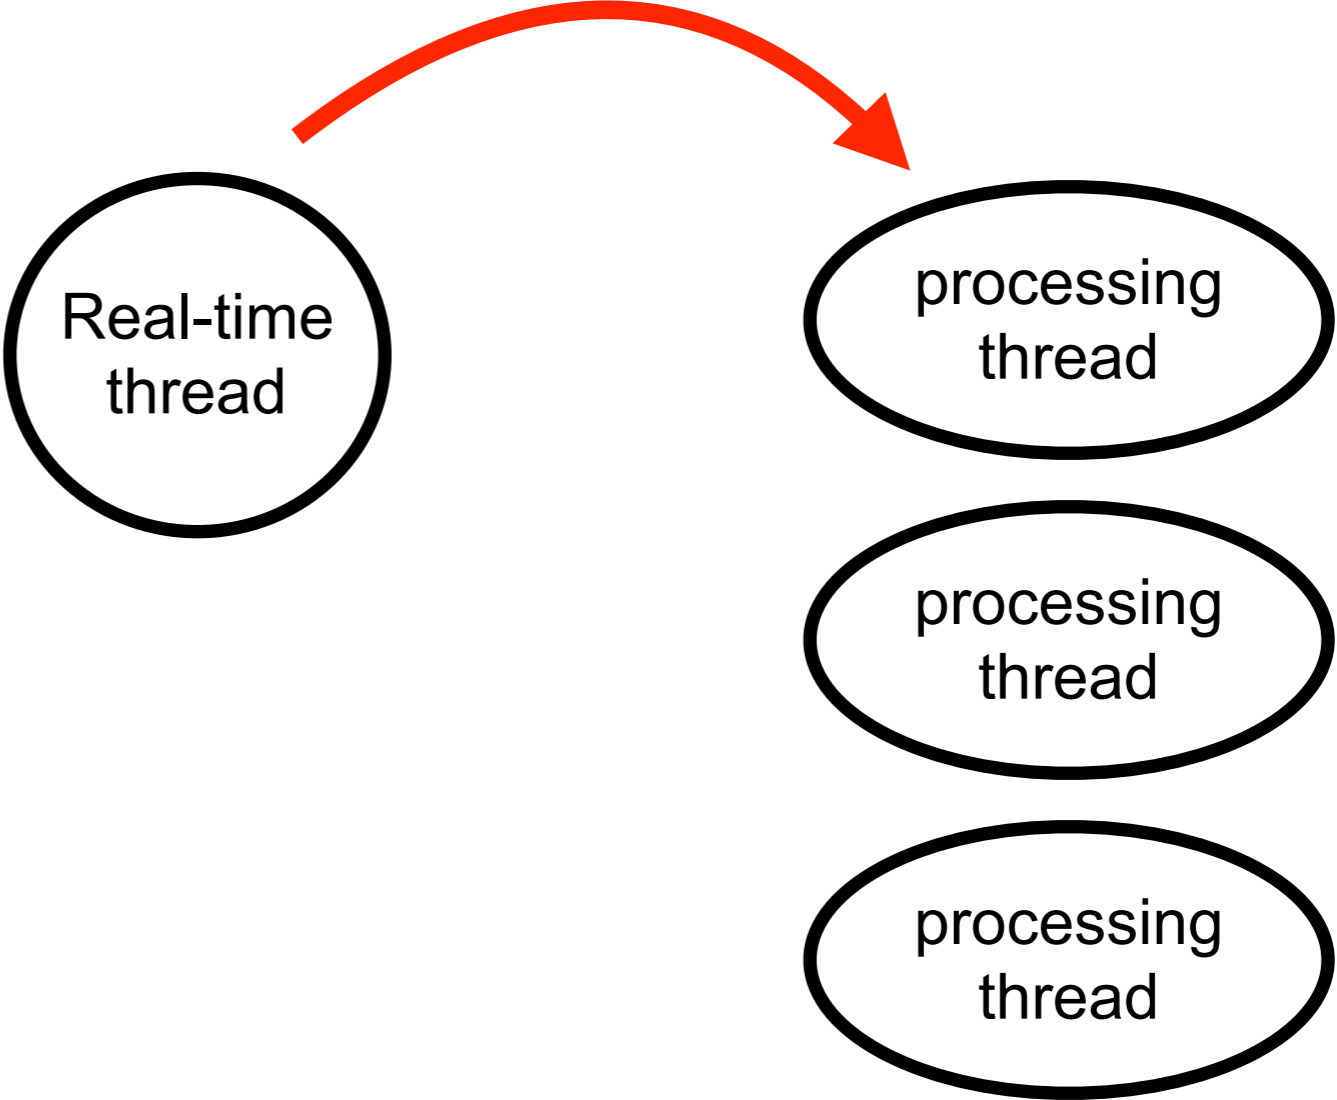 Real-time
thread
processing
thread
processing
thread
processing
thread